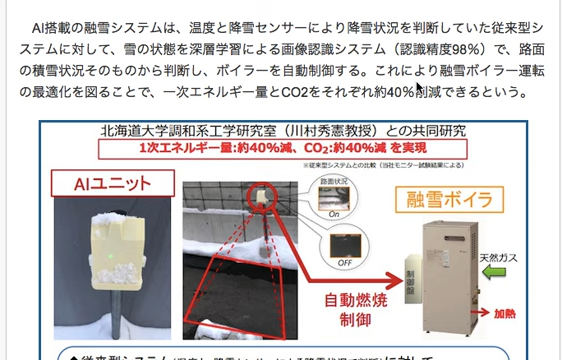 AI搭載の融雪システムは、温度と降雪センサーにより降雪状況を判断していた従来型シ
ステムに対して、雪の状態を深層学習による画像認識システム（認識精度98％）で、路面
の積雪状況そのものから判断し、ボイラーを自動制御する。これにより融雪ボイラー運転
の最適化を図ることで、一次エネルギー量とCO2をそれぞれ約40％削減できるという。
北海道大学調和系工学研究室（川村秀憲教授）との共同研究
1次エネルギー量:約40%減、CO2:約40%減 を実現
※従来型システムとの比較（当社モニター試験結果による）
AIユニット
路面状況
On
OFF
融雪ボイラ
制御盤
天然ガス
自動燃焼
制御
加熱